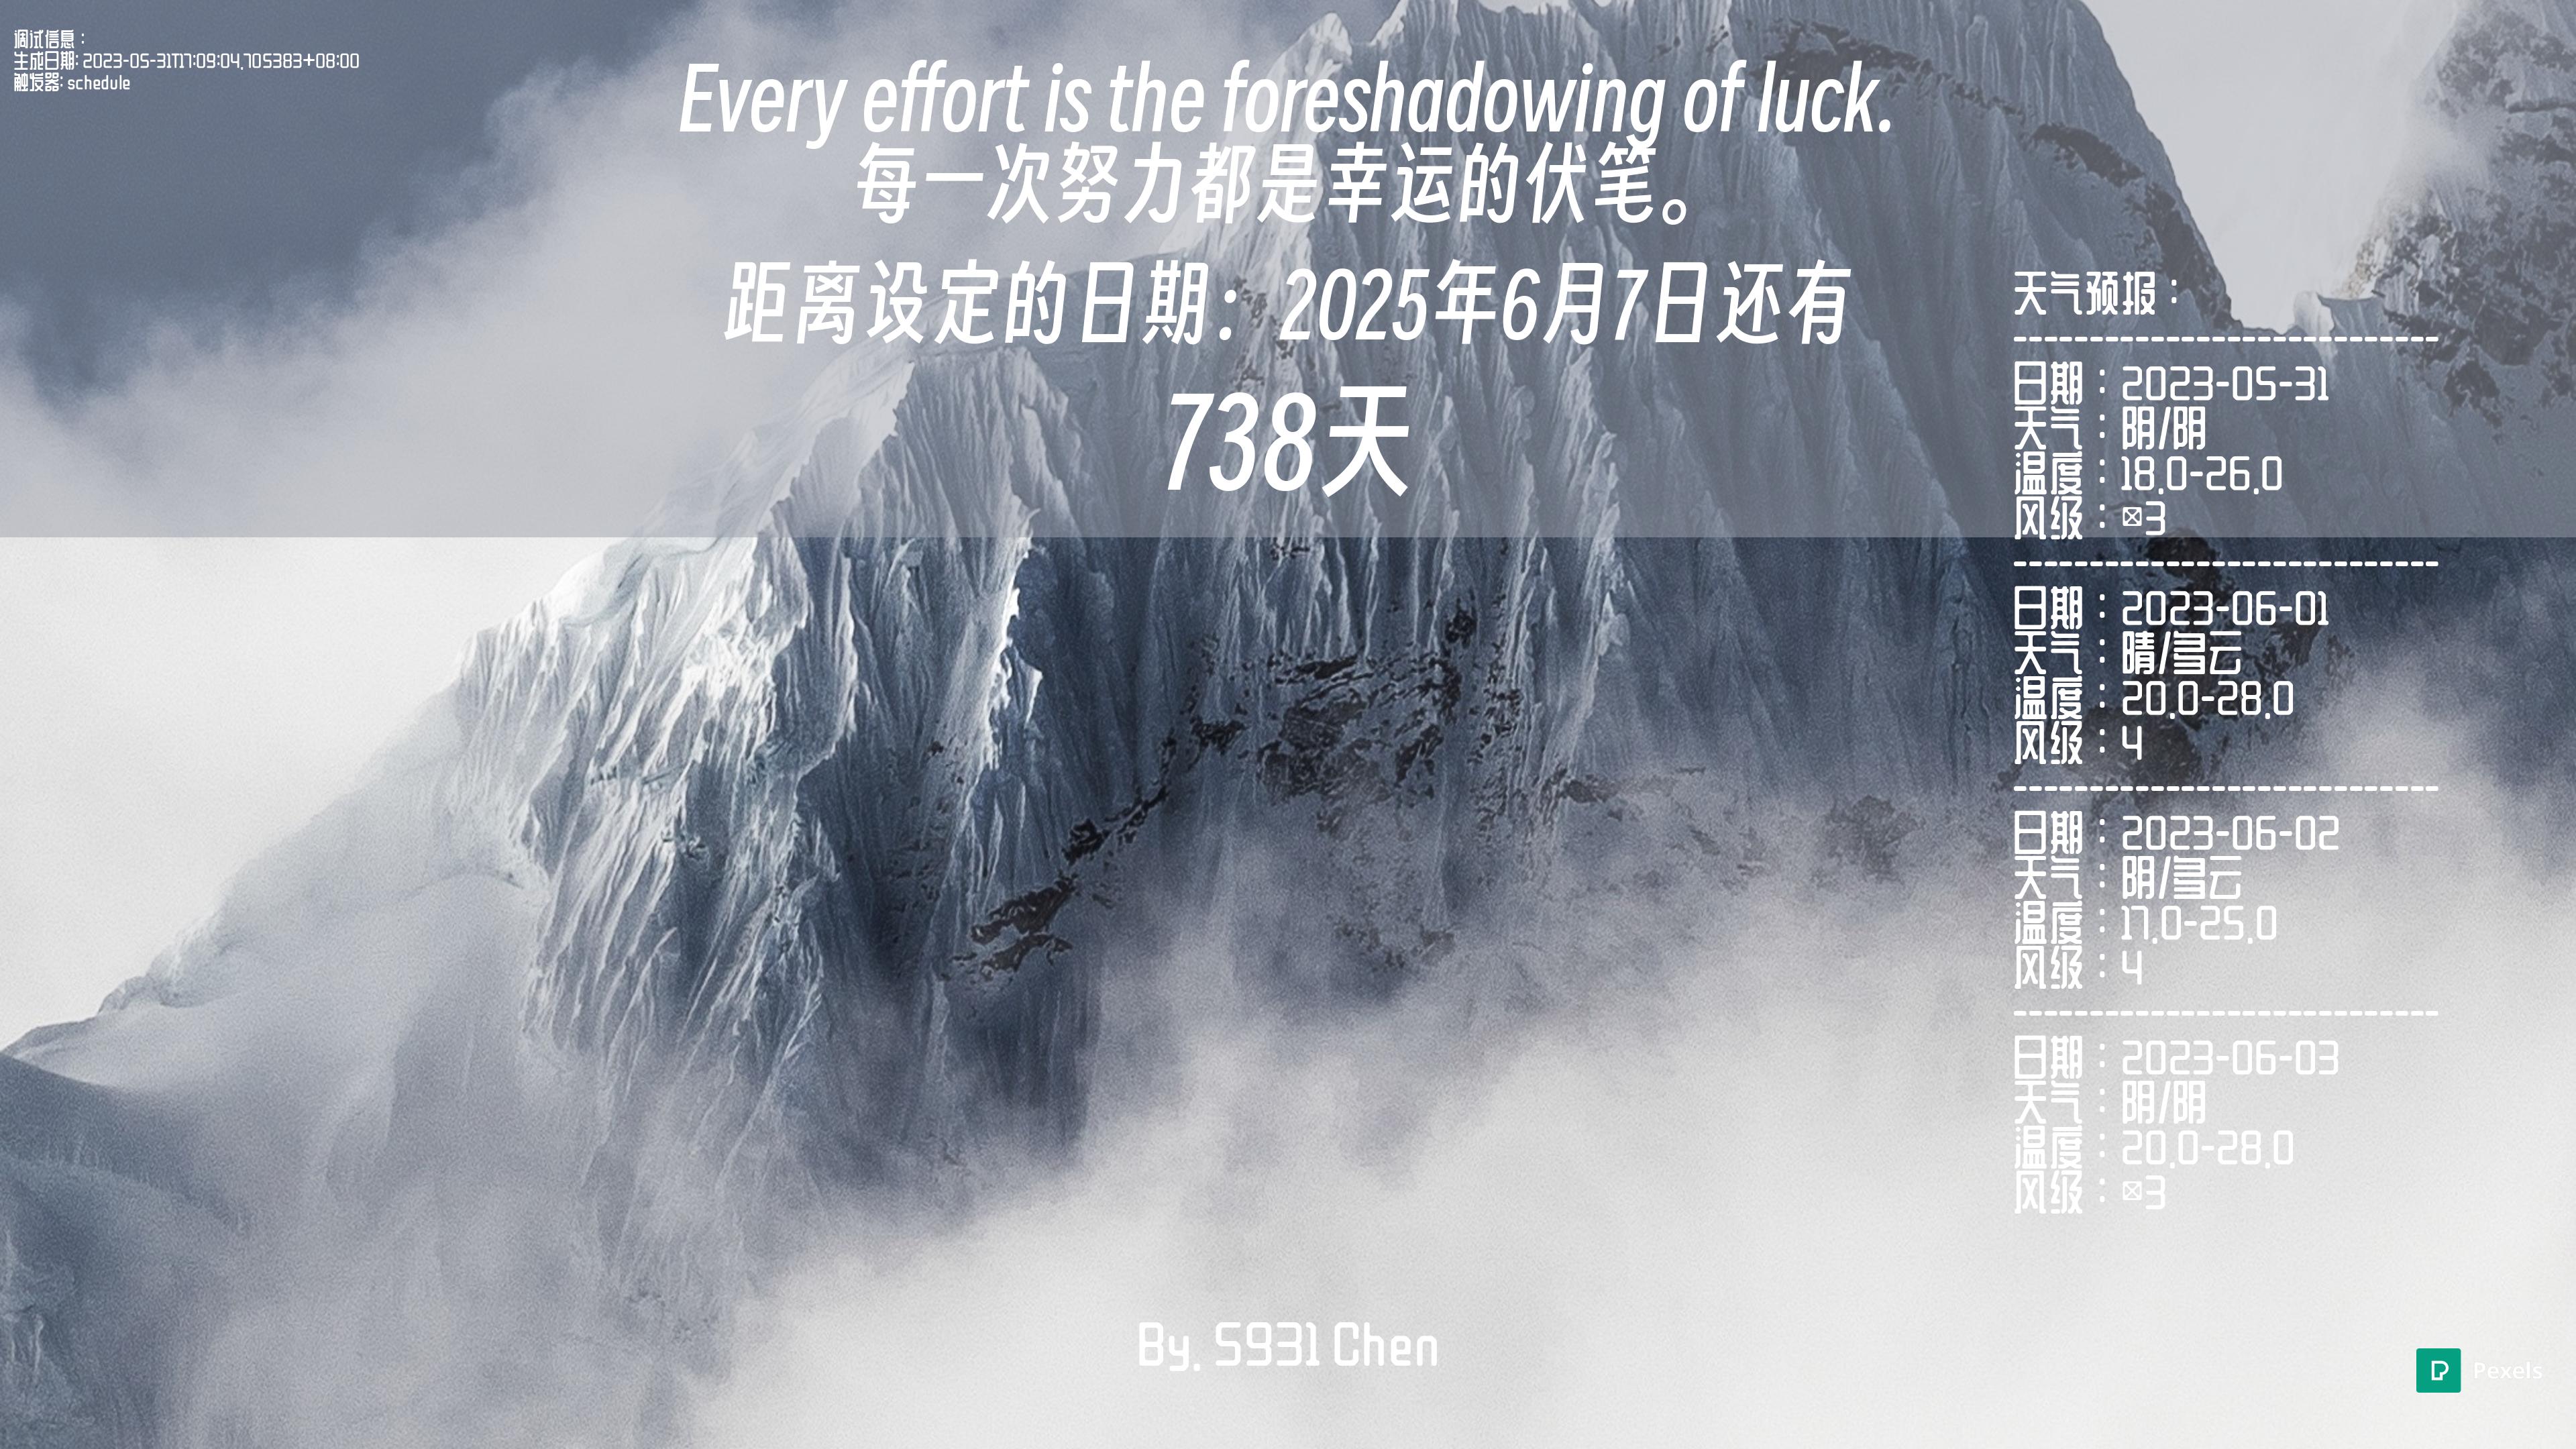 调试信息：
生成日期: 2023-05-31T17:09:04.705383+08:00
触发器: schedule
Every effort is the foreshadowing of luck.
每一次努力都是幸运的伏笔。
距离设定的日期：2025年6月7日还有
738天
天气预报：
----------------------------
日期：2023-05-31
天气：阴/阴
温度：18.0-26.0
风级：☒3
----------------------------
日期：2023-06-01
天气：晴/多云
温度：20.0-28.0
风级：4
----------------------------
日期：2023-06-02
天气：阴/多云
温度：17.0-25.0
风级：4
----------------------------
日期：2023-06-03
天气：阴/阴
温度：20.0-28.0
风级：☒3
By. S931 Chen
Pexels